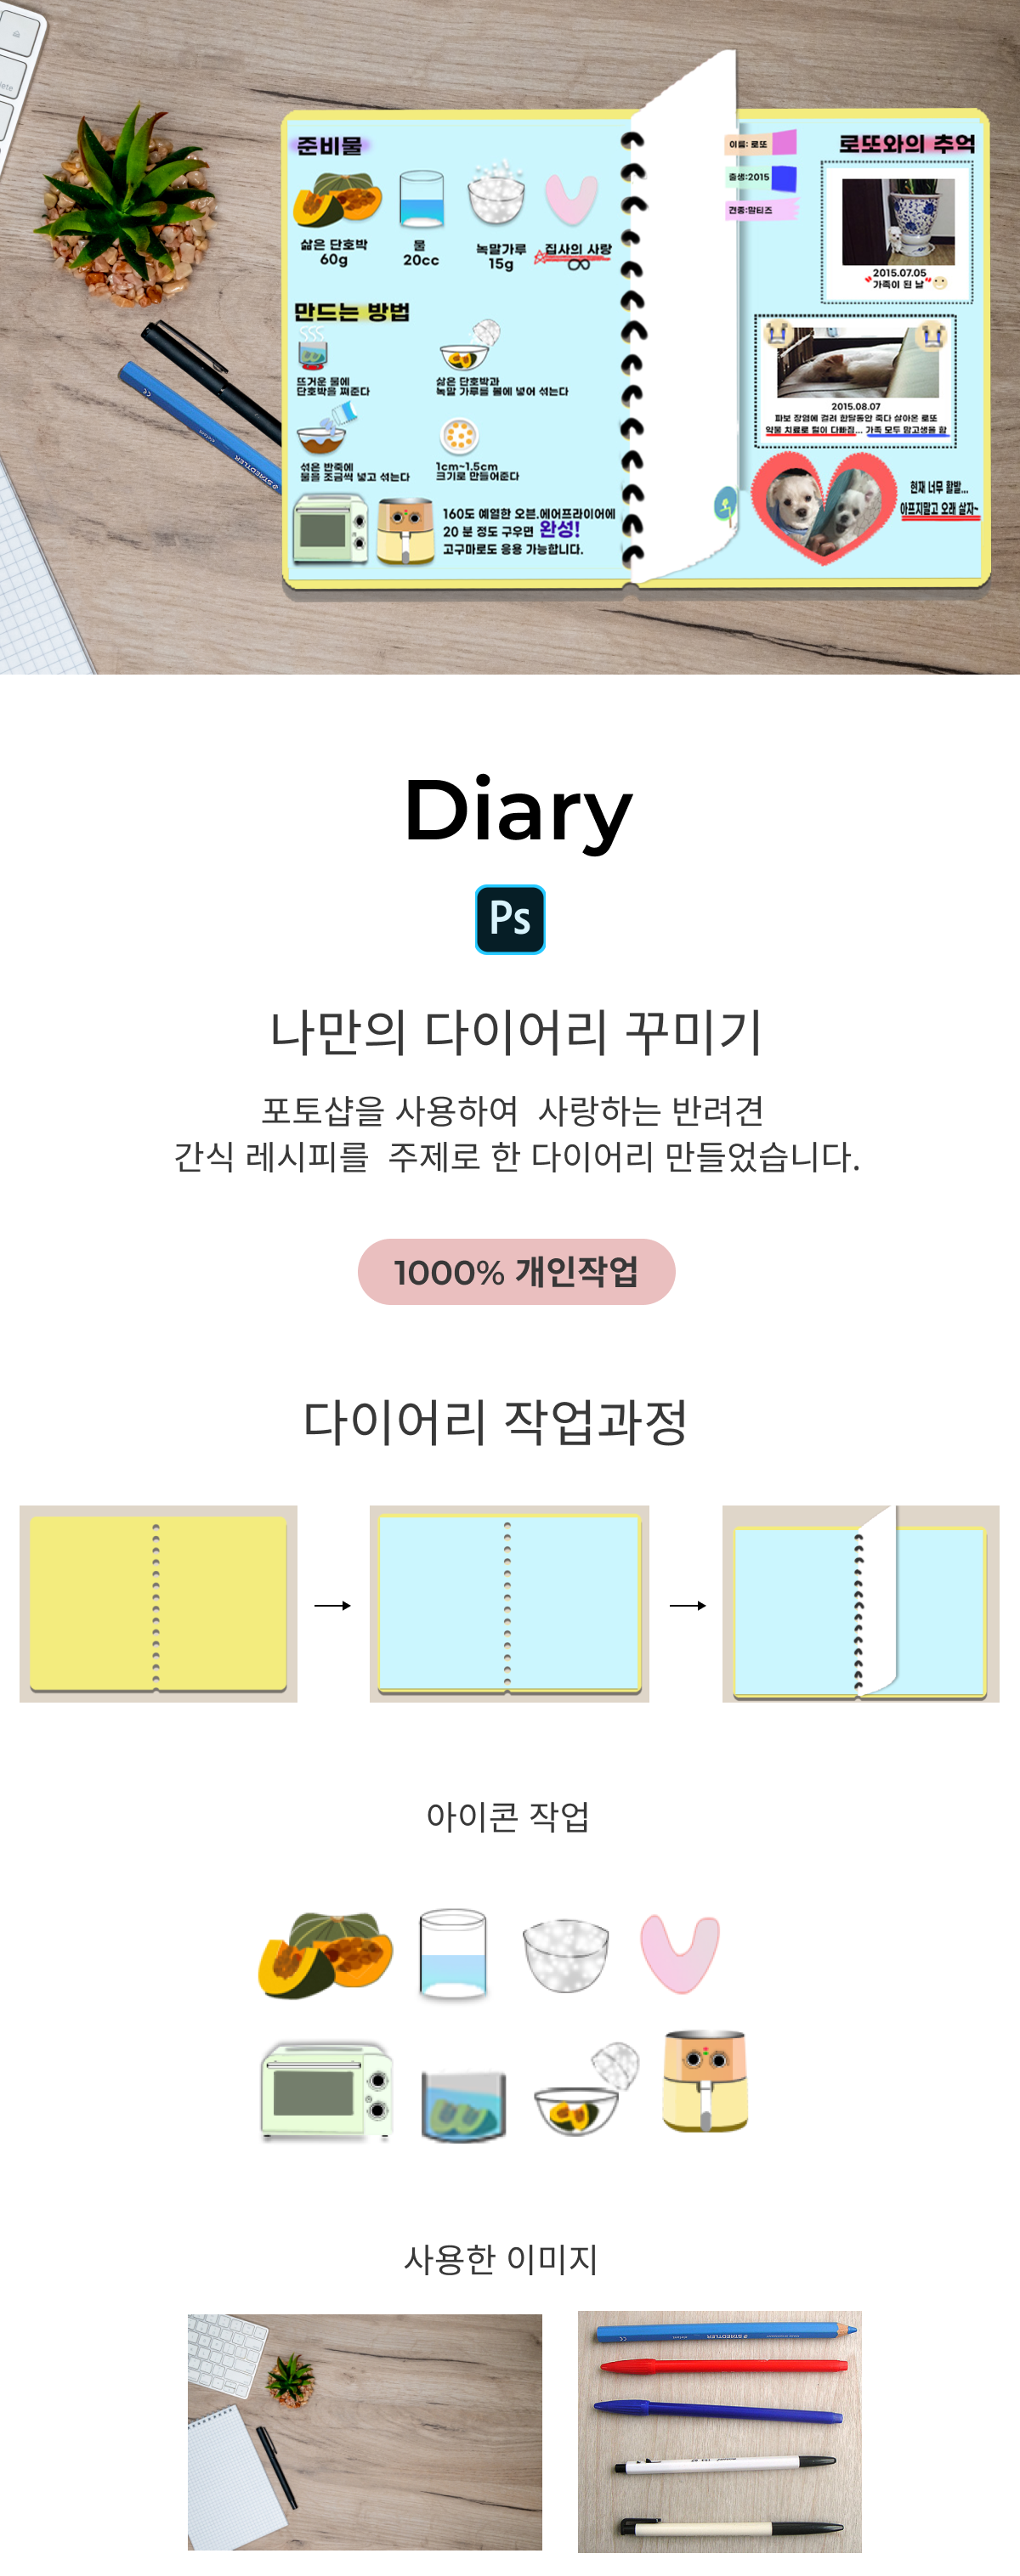 준비물
삶은 단호박
60g
물
20cc
녹말가루
15g
집사의 사랑
만드는 방법
뜨거운 물에
단호박을 쪄준다
삶은 단호박과
녹말 가루을 볼에 넣어 섞는다
섞은 반죽에
물을 조금씩 넣고 섞는다
1cm~1.5cm
크기로 만들어준다
160도 예열한 오븐.에어프라이어에
20 분 정도 구우면 완성!
고구마로도 응용 가능합니다.
이름: 로또
출생:2015
견종:말티즈
로또와의 추억
2015.07.05
가족이 된 날
2015.08.07
파보 장염에 걸려 한달동안 죽다 살아온 로또
약물 치료로 털이 다빠짐... 가족 모두 맘고생을 함
현재 너무 활발...
아프지말고 오래 살자~
STAEDTLER
Diary
Ps
나만의 다이어리 꾸미기
포토샵을 사용하여 사랑하는 반려견
간식 레시피를 주제로 한 다이어리 만들었습니다.
1000% 개인작업
다이어리 작업과정
아이콘 작업
사용한 이미지
STAEDTLER